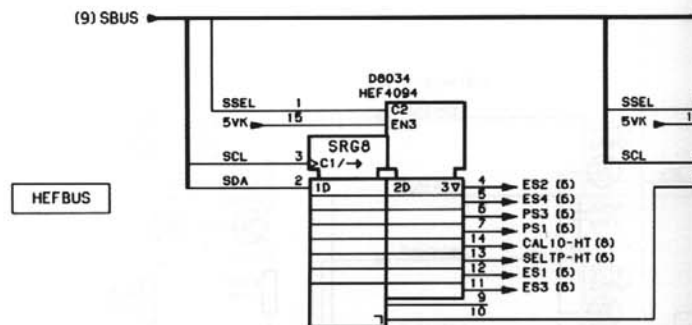 (9) SBUS
D8034
HEF4094
SSEL 1 C2
5VK 15 EN3
SRG8
SCL 3 C1/→
SDA 2 1D 2D 3▽
4 ES2 (6)
5 ES4 (6)
6 PS3 (6)
7 PS1 (6)
14 CAL10-HT (8)
13 SELTP-HT (6)
12 ES1 (6)
11 ES3 (6)
9
10
HEFBUS
SSEL
5VK 1
SCL